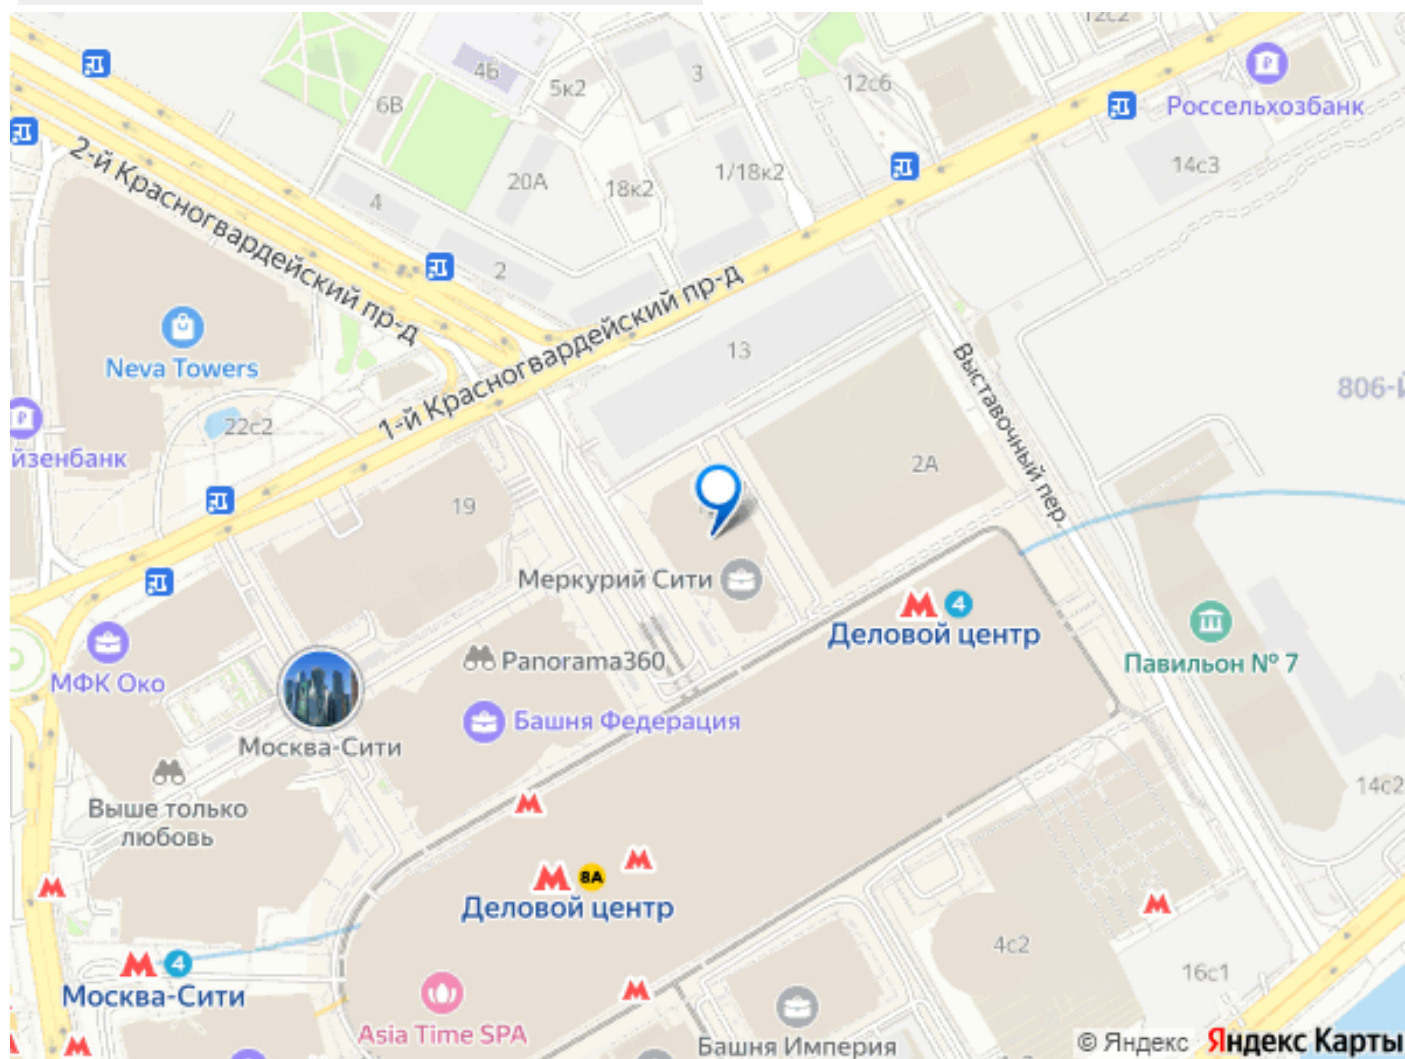 12с2
4Б
3
5к2
12с6
6В
Россельхозбанк
2-й Красногвардейский пр-д
20А
18к2
1/18к2
14с3
4
2
1-й Красногвардейский пр-д
13
Neva Towers
Выставочный пер.
806-й
22с2
йзенбанк
2А
19
Меркурий Сити
4
Деловой центр
Panorama360
Павильон № 7
МФК Око
Башня Федерация
Москва-Сити
14с2
Выше только
любовь
8А
Деловой центр
4с2
4
Москва-Сити
16с1
Asia Time SPA
Башня Империя
© Яндекс Яндекс Карты